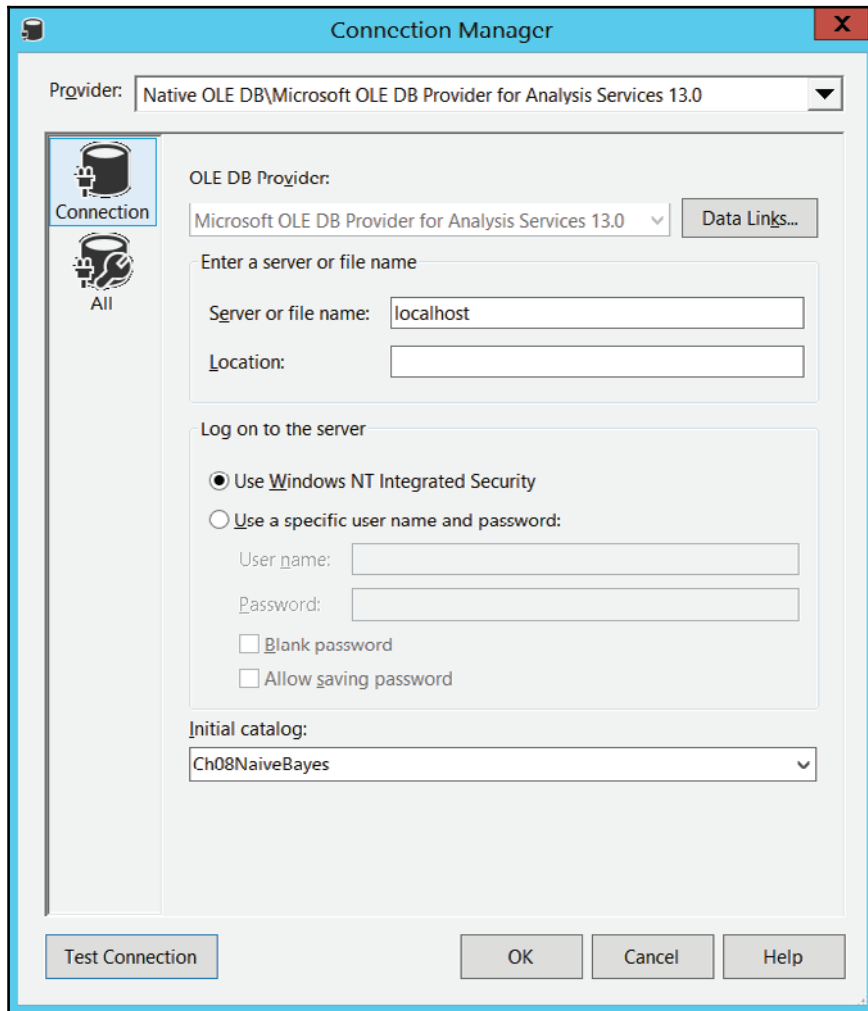 Connection Manager
X
Provider: Native OLE DB\Microsoft OLE DB Provider for Analysis Services 13.0
Connection
All
OLE DB Provider:
Microsoft OLE DB Provider for Analysis Services 13.0 Data Links...
Enter a server or file name
Server or file name: localhost
Location:
Log on to the server
Use Windows NT Integrated Security
Use a specific user name and password:
User name:
Password:
Blank password
Allow saving password
Initial catalog:
Ch08NaiveBayes
Test Connection OK Cancel Help